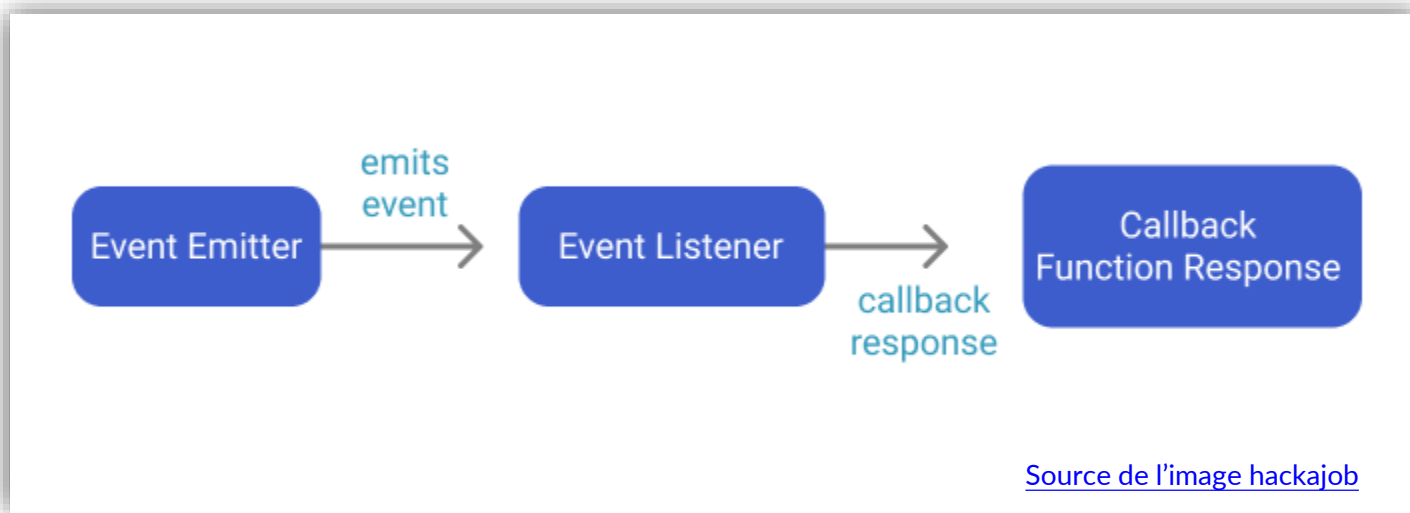 emits
event
Event Emitter
Event Listener
callback
response
Callback
Function Response
Source de l’image hackajob